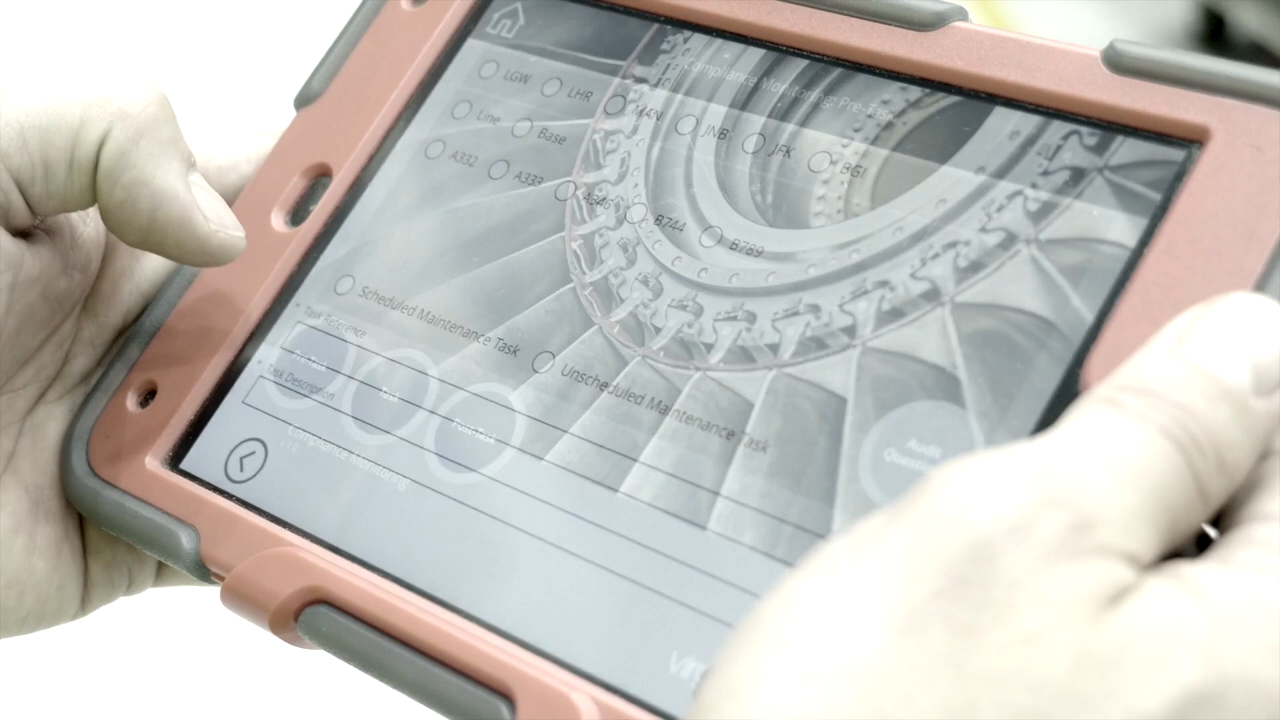 Compliance Monitoring: Pre-Task
LGW LHR MAN JNB JFK BGI
Line Base
A332 A333 A346 B744 B789
Scheduled Maintenance Task Unscheduled Maintenance Task
Task Reference
Pre-Task Task Post-Task
Task Description
Compliance Monitoring
Audit